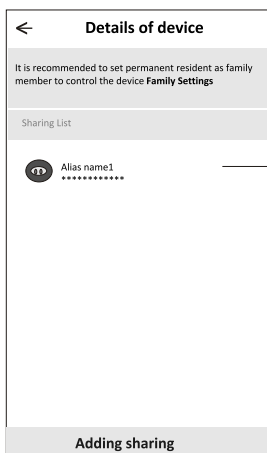 Details of device
It is recommended to set permanent resident as family
member to control the device Family Settings
Sharing List
Alias name1
************
Adding sharing